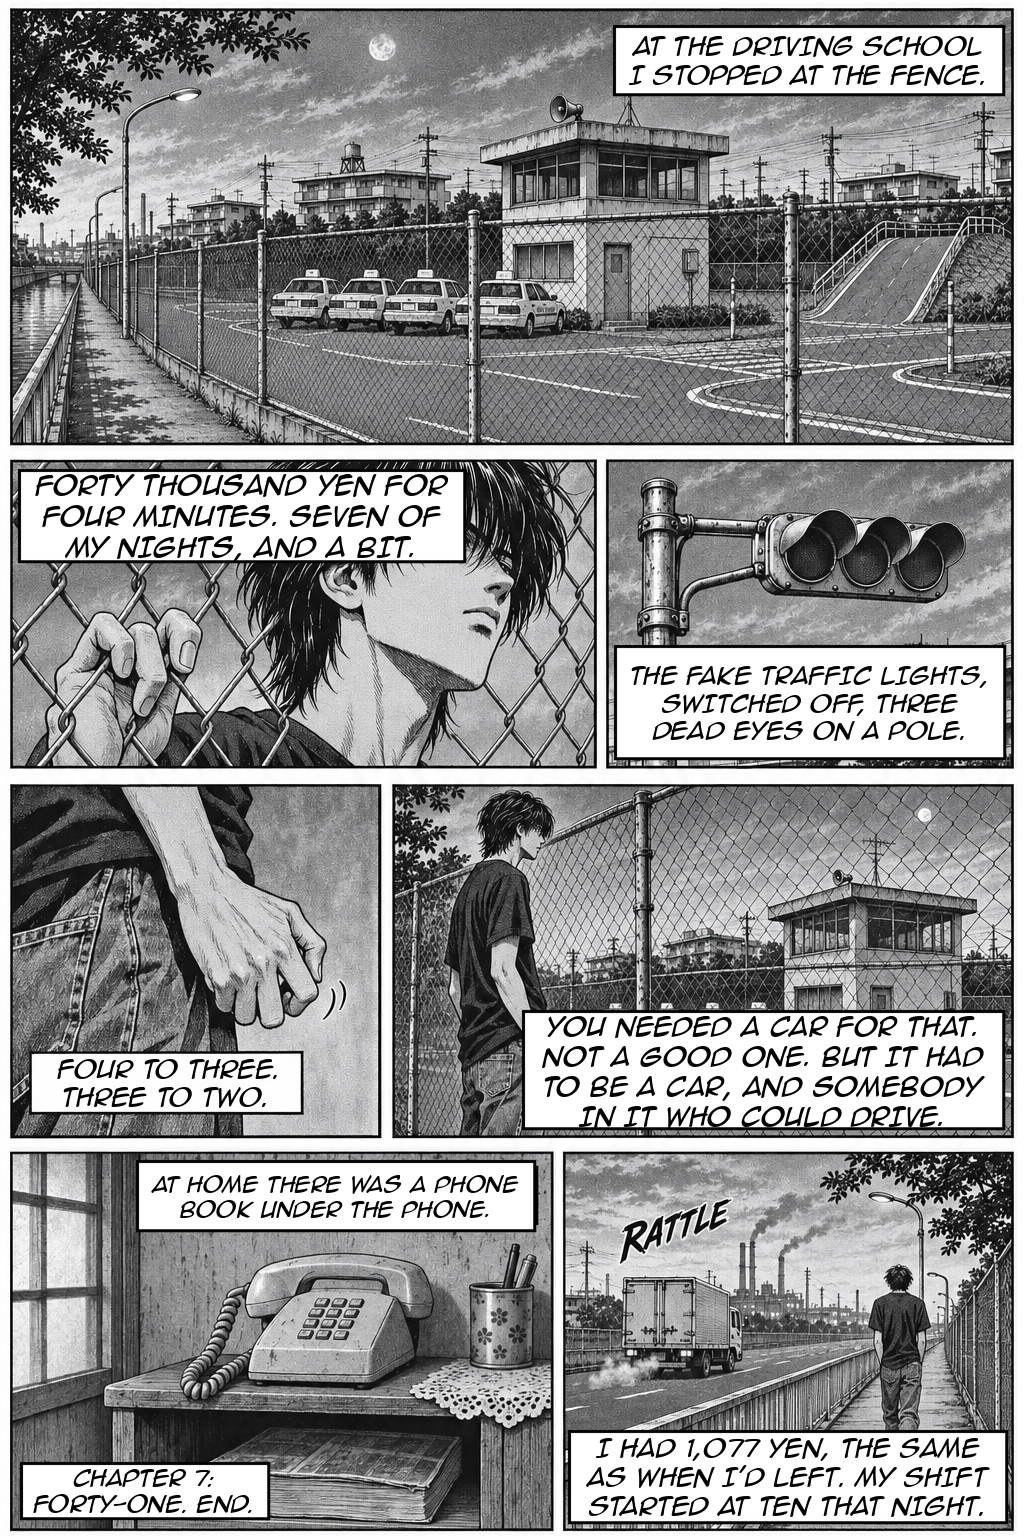 AT THE DRIVING SCHOOL
I STOPPED AT THE FENCE.
FORTY THOUSAND YEN FOR
FOUR MINUTES. SEVEN OF
MY NIGHTS, AND A BIT.
THE FAKE TRAFFIC LIGHTS,
SWITCHED OFF, THREE
DEAD EYES ON A POLE.
FOUR TO THREE.
THREE TO TWO.
YOU NEEDED A CAR FOR THAT.
NOT A GOOD ONE. BUT IT HAD
TO BE A CAR, AND SOMEBODY
IN IT WHO COULD DRIVE.
AT HOME THERE WAS A PHONE
BOOK UNDER THE PHONE.
CHAPTER 7:
FORTY-ONE. END.
RATTLE
I HAD 1,077 YEN, THE SAME
AS WHEN I'D LEFT. MY SHIFT
STARTED AT TEN THAT NIGHT.